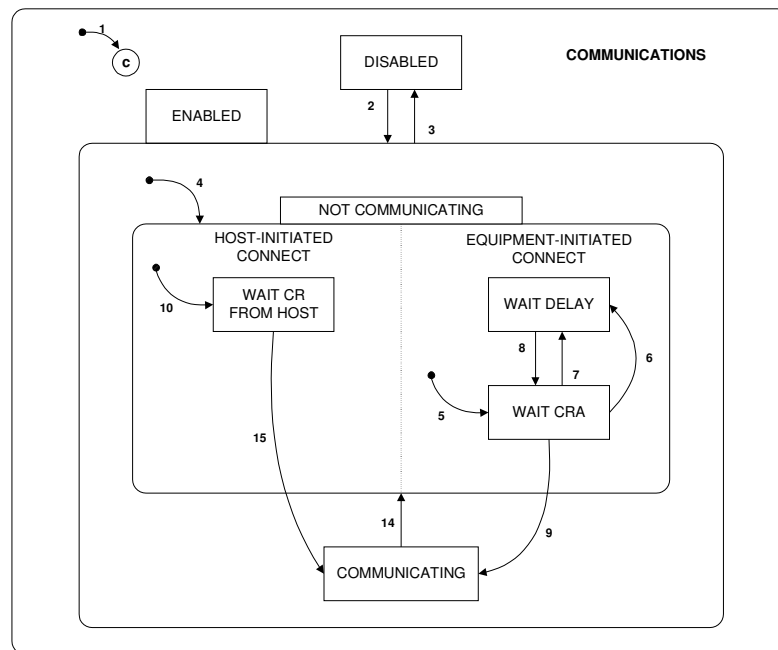 1
C
COMMUNICATIONS
DISABLED
2
3
ENABLED
4
NOT COMMUNICATING
HOST-INITIATED
CONNECT
EQUIPMENT-INITIATED
CONNECT
10
WAIT CR
FROM HOST
WAIT DELAY
8
7
6
5
WAIT CRA
15
14
9
COMMUNICATING